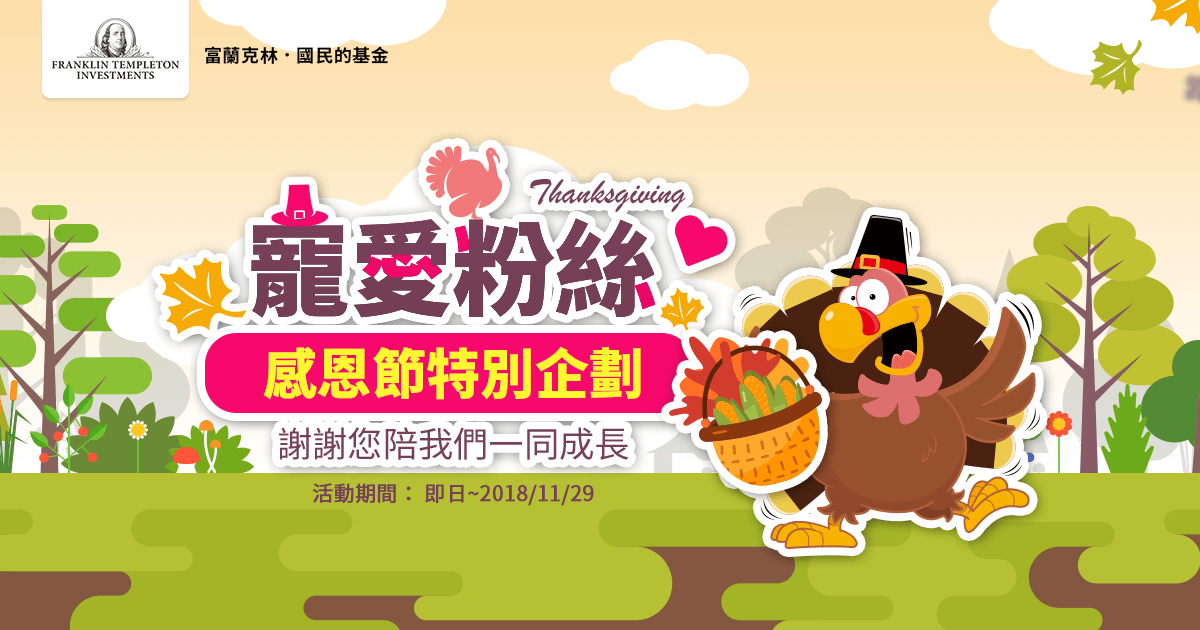 FRANKLIN TEMPLETON
INVESTMENTS
富蘭克林・國民的基金
Thanksgiving
寵愛粉絲
感恩節特別企劃
謝謝您陪我們一同成長
活動期間： 即日~2018/11/29